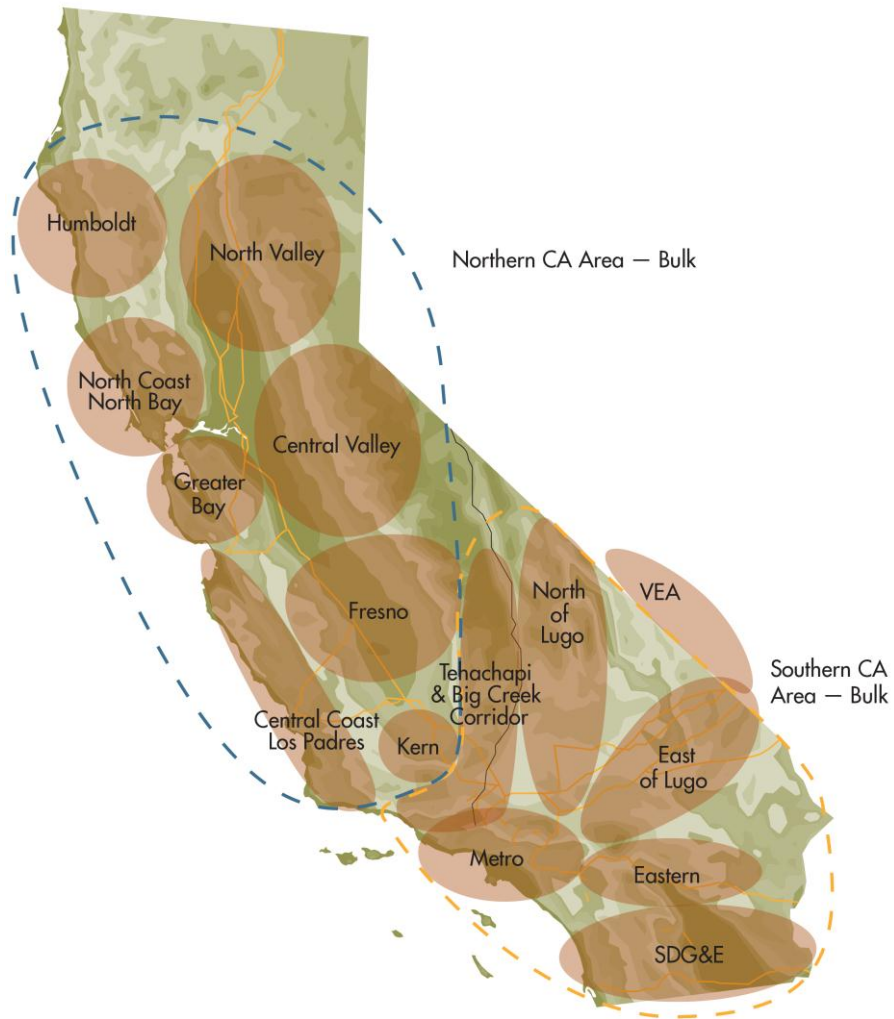 Humboldt
North Valley
Northern CA Area — Bulk
North Coast
North Bay
Central Valley
Greater
Bay
North
of
Lugo
VEA
Fresno
Tehachapi
& Big Creek
Corridor
Southern CA
Area — Bulk
Central Coast
Los Padres
Kern
East
of Lugo
Metro
Eastern
SDG&E